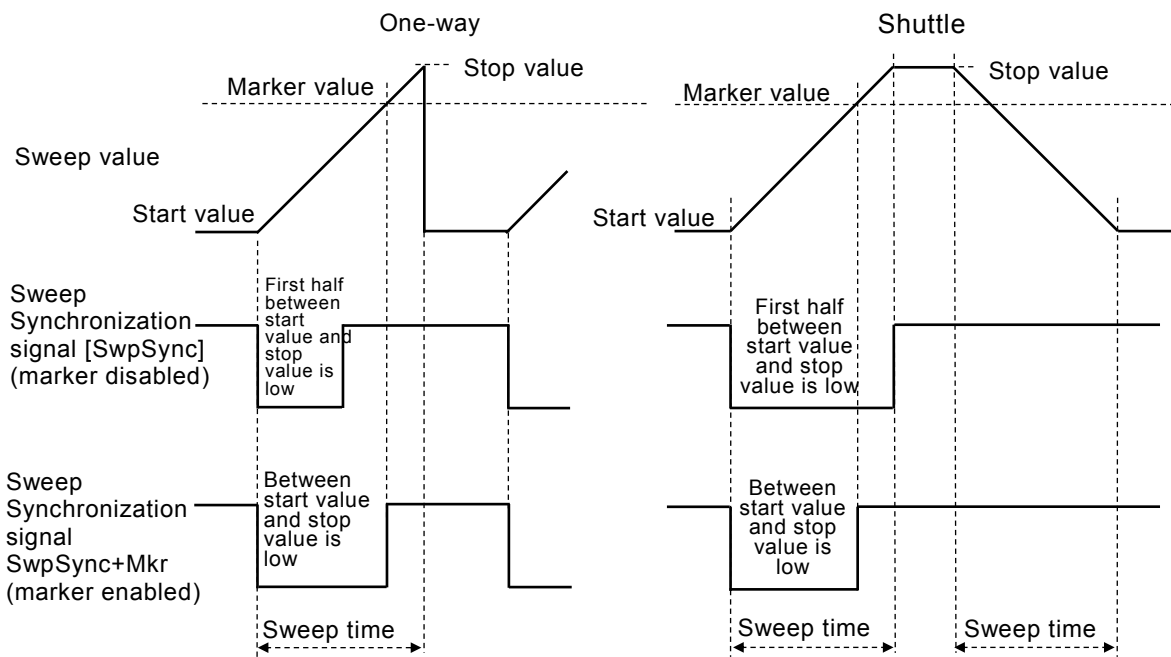 One-way
Shuttle
Stop value
Stop value
Marker value
Marker value
Sweep value
Start value
Start value
Sweep
Synchronization
signal [SwpSync]
(marker disabled)
First half
between
start
value and
stop
value is
low
First half
between
start value
and stop
value is low
Sweep
Synchronization
signal
SwpSync+Mkr
(marker enabled)
Between
start value
and stop
value is
low
Between
start value
and stop
value is
low
Sweep time
Sweep time
Sweep time